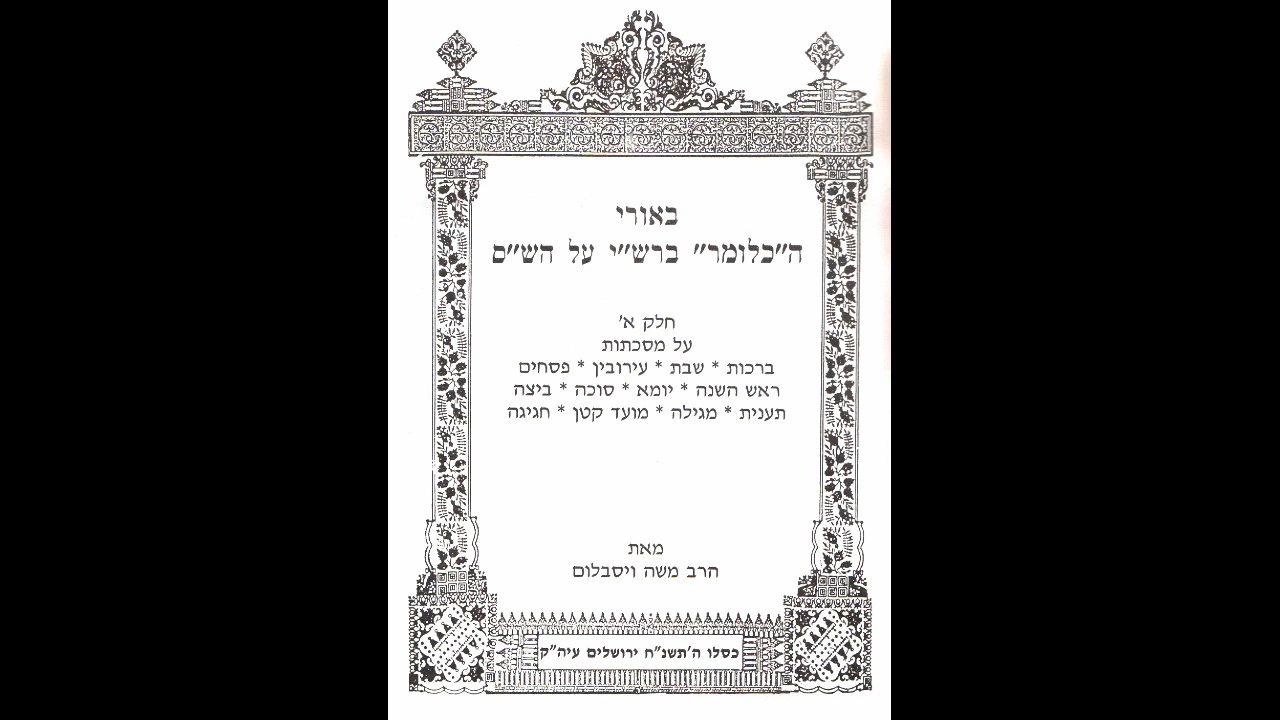 באורי
ה"כלומר" ברש"י על הש"ס
חלק א'
על מסכתות
ברכות * שבת * עירובין * פסחים
ראש השנה * יומא * סוכה * ביצה
תענית * מגילה * מועד קטן * חגיגה
מאת
הרב משה ויסבלום
כסלו ה'תשנ"ח ירושלים עיה"ק